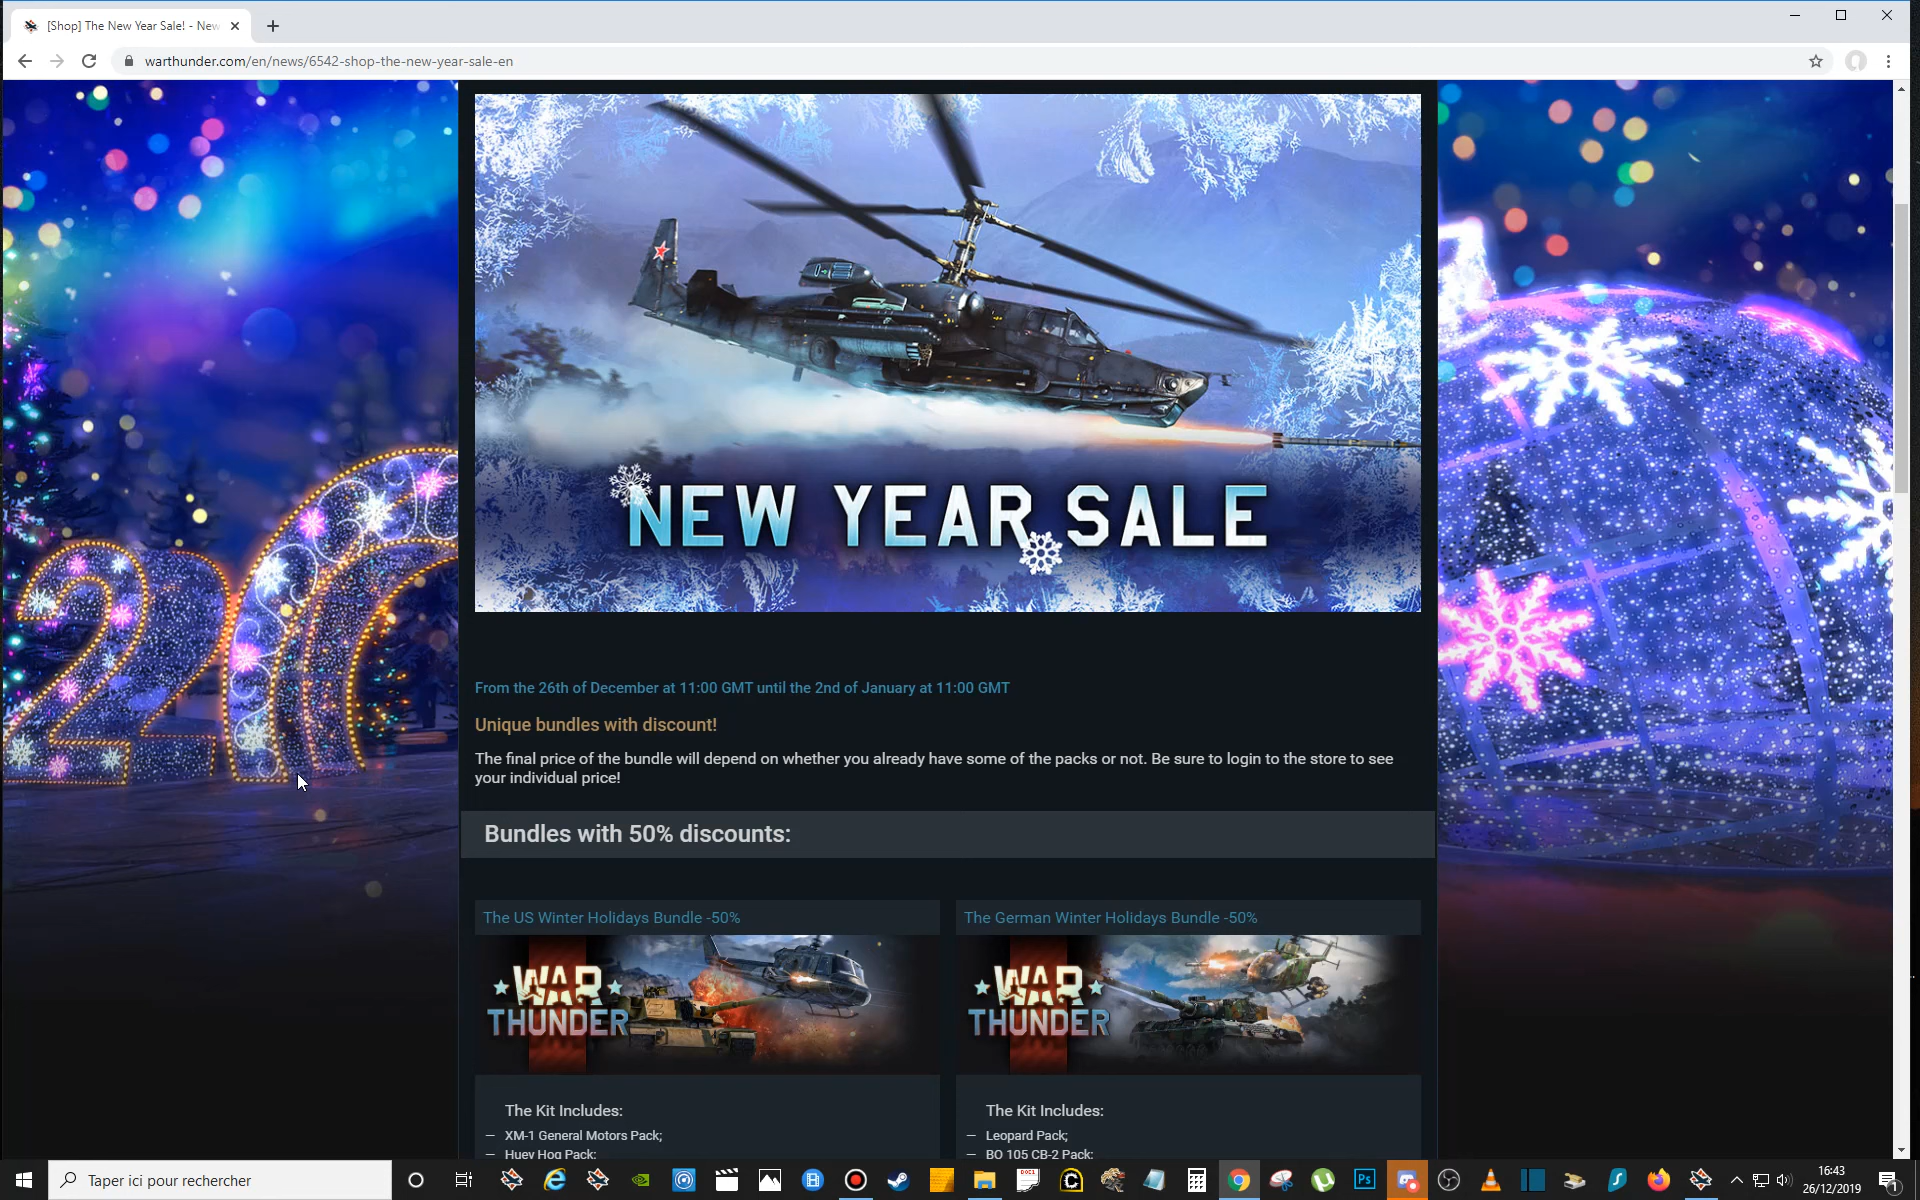 [Shop] The New Year Sale! - New
warthunder.com/en/news/6542-shop-the-new-year-sale-en
NEW YEAR SALE
20
From the 26th of December at 11:00 GMT until the 2nd of January at 11:00 GMT
Unique bundles with discount!
The final price of the bundle will depend on whether you already have some of the packs or not. Be sure to login to the store to see
your individual price!
Bundles with 50% discounts:
The US Winter Holidays Bundle -50%
The German Winter Holidays Bundle -50%
WAR
THUNDER
WAR
THUNDER
The Kit Includes:
— XM-1 General Motors Pack;
— Huey Hog Pack;
The Kit Includes:
— Leopard Pack;
— BO 105 CB-2 Pack;
Taper ici pour rechercher
Ps
16:43
26/12/2019
1